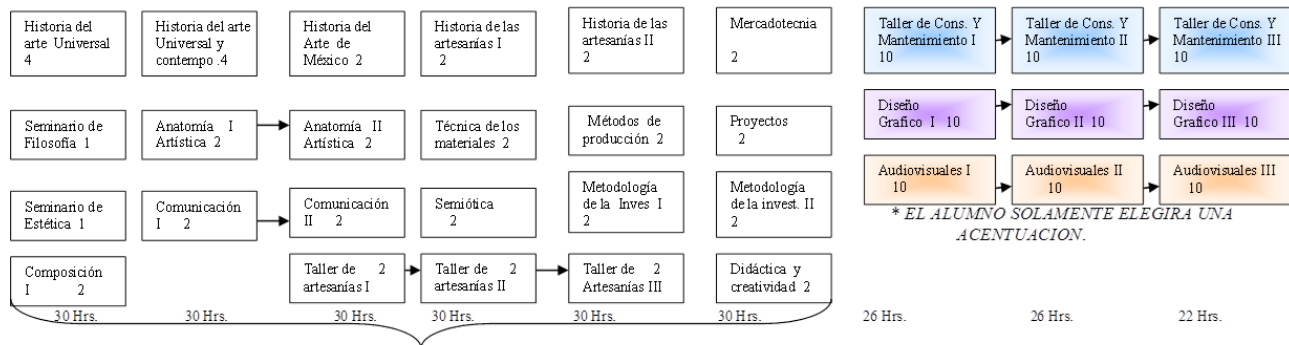 Historia del
arte Universal
4
Historia del arte
Universal y
contempo .4
Historia del
Arte de
México 2
Historia de las
artesanías I
2
Historia de las
artesanías II
2
Mercadotecnia
2
Taller de Cons. Y
Mantenimiento I
10
Taller de Cons. Y
Mantenimiento II
10
Taller de Cons. Y
Mantenimiento III
10
Seminario de
Filosofía 1
Anatomía I
Artística 2
Anatomía II
Artística 2
Técnica de los
materiales 2
Métodos de
producción 2
Proyectos
2
Diseño
Grafico I 10
Diseño
Grafico II 10
Diseño
Grafico III 10
Seminario de
Estética 1
Comunicación
I 2
Comunicación
II 2
Semiótica
2
Metodología
de la Inves I
2
Metodología
de la invest. II
2
Audiovisuales I
10
Audiovisuales II
10
Audiovisuales III
10
* EL ALUMNO SOLAMENTE ELEGIRA UNA
ACENTUACION.
Composición
I 2
Taller de 2
artesanías I
Taller de 2
artesanías II
Taller de 2
Artesanías III
Didáctica y
creatividad 2
30 Hrs. 30 Hrs. 30 Hrs. 30 Hrs. 30 Hrs. 30 Hrs. 26 Hrs. 26 Hrs. 22 Hrs.